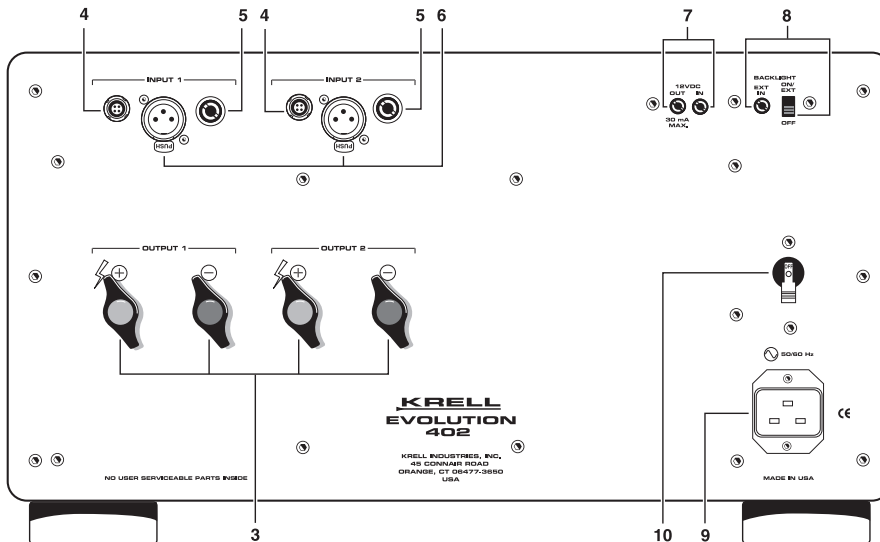 4 5 4 5 6 7 8
INPUT 1 INPUT 2
PUSH PUSH
12VDC
OUT IN
30 mA
MAX.
BACKLIGHT
EXT
IN
ON/
EXT
OFF
OUTPUT 1 OUTPUT 2
+ − + −
OFF
50/60 Hz
KRELL
EVOLUTION
402
KRELL INDUSTRIES, INC.
45 CONNAIR ROAD
ORANGE, CT 06477-3650
USA
CE
NO USER SERVICEABLE PARTS INSIDE
MADE IN USA
3 10 9